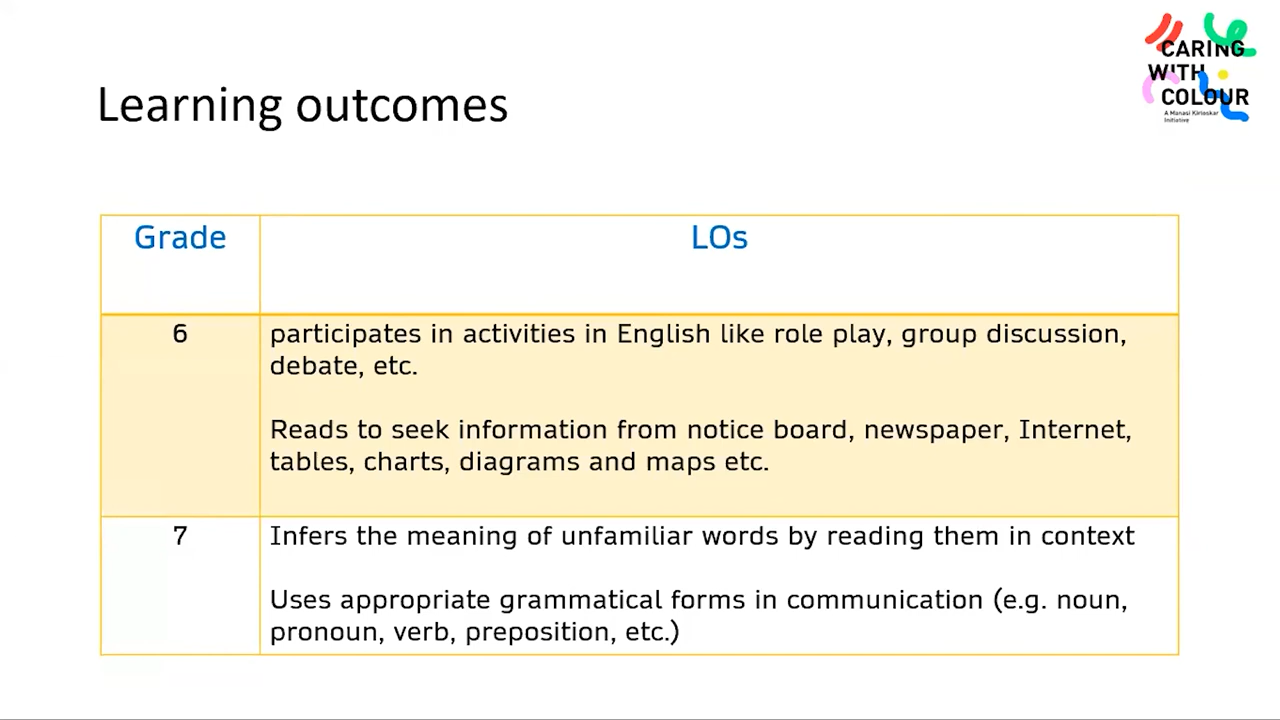 CARING
WITH
COLOUR
A Manasi Kirloskar
Initiative
Learning outcomes
Grade
LOs
6
participates in activities in English like role play, group discussion,
debate, etc.
Reads to seek information from notice board, newspaper, Internet,
tables, charts, diagrams and maps etc.
7
Infers the meaning of unfamiliar words by reading them in context
Uses appropriate grammatical forms in communication (e.g. noun,
pronoun, verb, preposition, etc.)